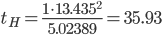 t_H = \frac{1 \cdot 13.435^2}{5.02389} = 35.93